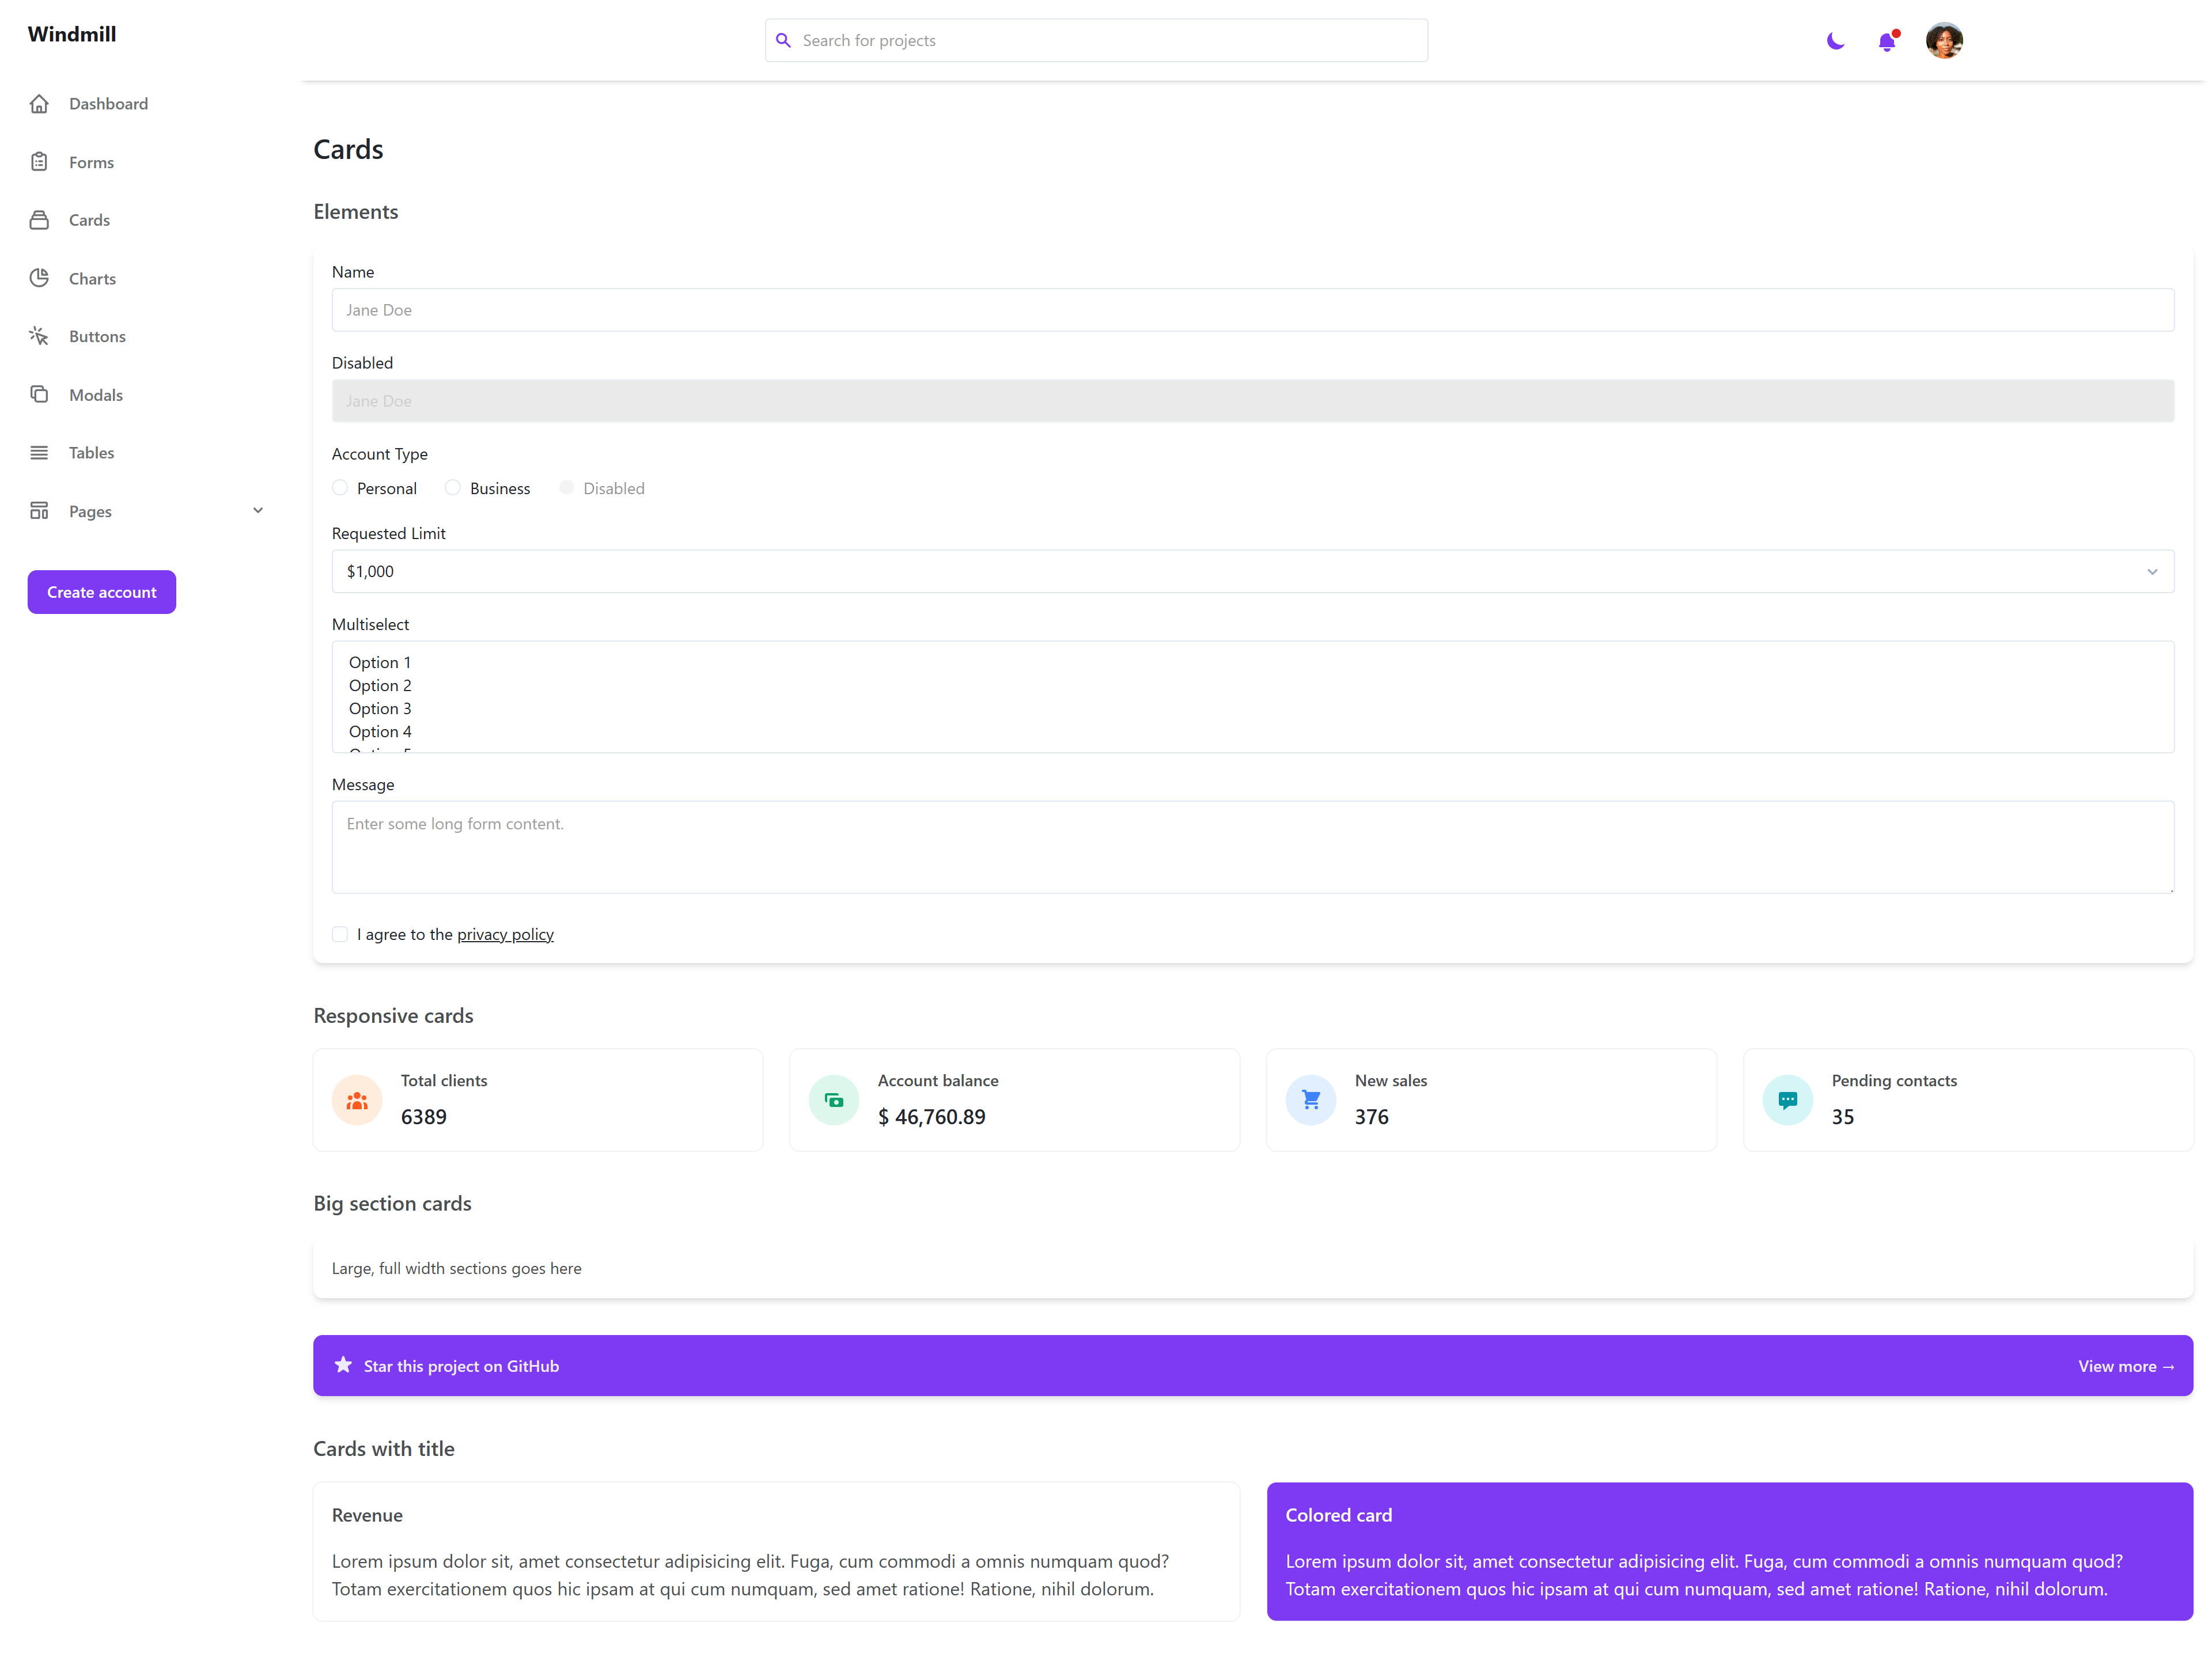 Windmill
Search for projects
Dashboard
Forms
Cards
Charts
Buttons
Modals
Tables
Pages
Create account
Cards
Elements
Name
Jane Doe
Disabled
Jane Doe
Account Type
Personal Business Disabled
Requested Limit
$1,000
Multiselect
Option 1
Option 2
Option 3
Option 4
Message
Enter some long form content.
I agree to the privacy policy
Responsive cards
Total clients
6389
Account balance
$ 46,760.89
New sales
376
Pending contacts
35
Big section cards
Large, full width sections goes here
Star this project on GitHub
View more →
Cards with title
Revenue
Lorem ipsum dolor sit, amet consectetur adipisicing elit. Fuga, cum commodi a omnis numquam quod?
Totam exercitationem quos hic ipsam at qui cum numquam, sed amet ratione! Ratione, nihil dolorum.
Colored card
Lorem ipsum dolor sit, amet consectetur adipisicing elit. Fuga, cum commodi a omnis numquam quod?
Totam exercitationem quos hic ipsam at qui cum numquam, sed amet ratione! Ratione, nihil dolorum.